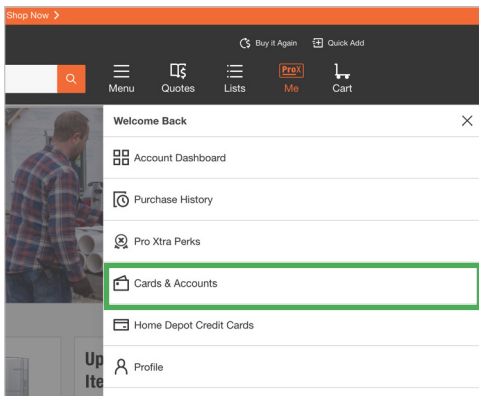 Shop Now >
Buy it Again Quick Add
ProX
Menu Quotes Lists Me Cart
Welcome Back
Account Dashboard
Purchase History
Pro Xtra Perks
Cards & Accounts
Home Depot Credit Cards
Profile
Up
Ite